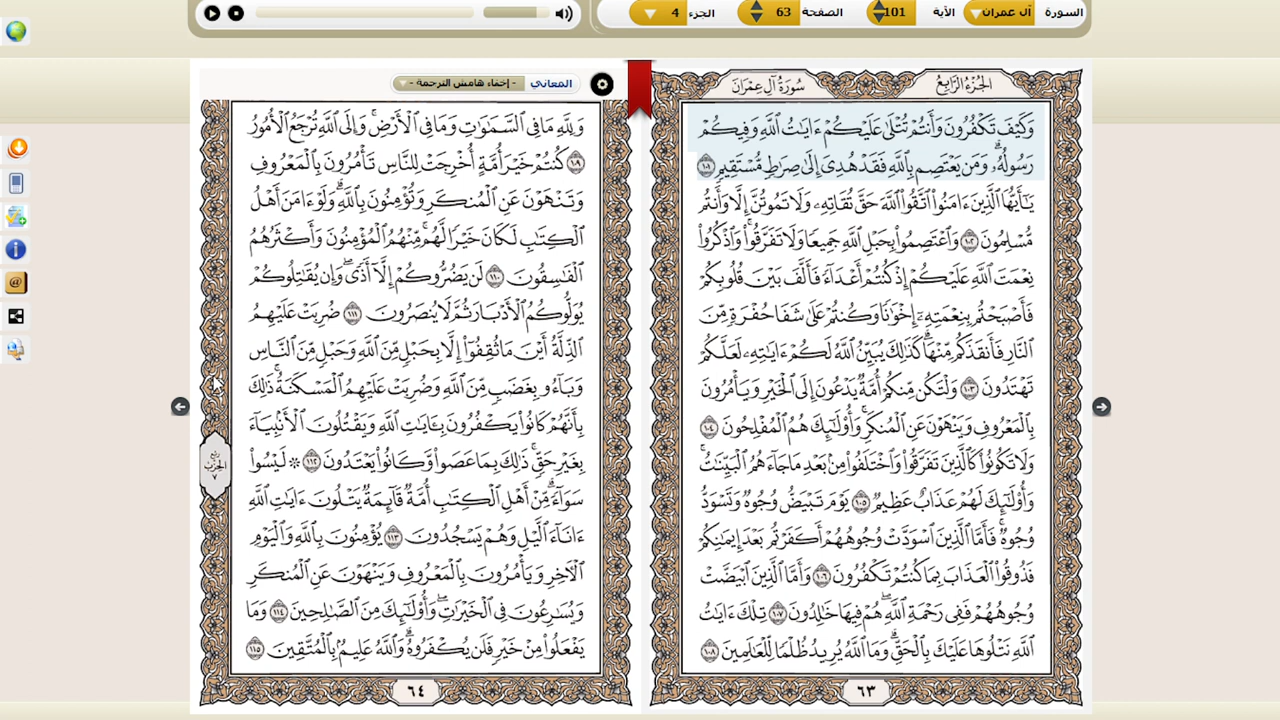 السورة آل عمران الآية 101 الصفحة 63 الجزء 4
الجُزْءُ الرَّابِعُ
سُورَةُ آلِ عِمْرَان
وَكَيْفَ تَكْفُرُونَ وَأَنتُمْ تُتْلَىٰ عَلَيْكُمْ ءَايَٰتُ ٱللَّهِ وَفِيكُمْ
رَسُولُهُۥ ۗ وَمَن يَعْتَصِم بِٱللَّهِ فَقَدْ هُدِىَ إِلَىٰ صِرَٰطٍ مُّسْتَقِيمٍ ١٠١
يَٰٓأَيُّهَا ٱلَّذِينَ ءَامَنُوا۟ ٱتَّقُوا۟ ٱللَّهَ حَقَّ تُقَاتِهِۦ وَلَا تَمُوتُنَّ إِلَّا وَأَنتُم
مُّسْلِمُونَ ١٠٢ وَٱعْتَصِمُوا۟ بِحَبْلِ ٱللَّهِ جَمِيعًا وَلَا تَفَرَّقُوا۟ ۚ وَٱذْكُرُوا۟
نِعْمَتَ ٱللَّهِ عَلَيْكُمْ إِذْ كُنتُمْ أَعْدَآءً فَأَلَّفَ بَيْنَ قُلُوبِكُمْ
فَأَصْبَحْتُم بِنِعْمَتِهِۦٓ إِخْوَٰنًا وَكُنتُمْ عَلَىٰ شَفَا حُفْرَةٍ مِّنَ
ٱلنَّارِ فَأَنقَذَكُم مِّنْهَا ۗ كَذَٰلِكَ يُبَيِّنُ ٱللَّهُ لَكُمْ ءَايَٰتِهِۦ لَعَلَّكُمْ
تَهْتَدُونَ ١٠٣ وَلْتَكُن مِّنكُمْ أُمَّةٌ يَدْعُونَ إِلَى ٱلْخَيْرِ وَيَأْمُرُونَ
بِٱلْمَعْرُوفِ وَيَنْهَوْنَ عَنِ ٱلْمُنكَرِ ۚ وَأُو۟لَٰٓئِكَ هُمُ ٱلْمُفْلِحُونَ ١٠٤
وَلَا تَكُونُوا۟ كَٱلَّذِينَ تَفَرَّقُوا۟ وَٱخْتَلَفُوا۟ مِنۢ بَعْدِ مَا جَآءَهُمُ ٱلْبَيِّنَٰتُ ۚ
وَأُو۟لَٰٓئِكَ لَهُمْ عَذَابٌ عَظِيمٌ ١٠٥ يَوْمَ تَبْيَضُّ وُجُوهٌ وَتَسْوَدُّ
وُجُوهٌ ۚ فَأَمَّا ٱلَّذِينَ ٱسْوَدَّتْ وُجُوهُهُمْ أَكَفَرْتُم بَعْدَ إِيمَٰنِكُمْ
فَذُوقُوا۟ ٱلْعَذَابَ بِمَا كُنتُمْ تَكْفُرُونَ ١٠٦ وَأَمَّا ٱلَّذِينَ ٱبْيَضَّتْ
وُجُوهُهُمْ فَفِى رَحْمَةِ ٱللَّهِ ۖ هُمْ فِيهَا خَٰلِدُونَ ١٠٧ تِلْكَ ءَايَٰتُ
ٱللَّهِ نَتْلُوهَا عَلَيْكَ بِٱلْحَقِّ ۗ وَمَا ٱللَّهُ يُرِيدُ ظُلْمًا لِّلْعَٰلَمِينَ ١٠٨
٦٣
المعاني - إخفاء هامش الترجمة -
وَلِلَّهِ مَا فِى ٱلسَّمَٰوَٰتِ وَمَا فِى ٱلْأَرْضِ ۚ وَإِلَى ٱللَّهِ تُرْجَعُ ٱلْأُمُورُ
١٠٩ كُنتُمْ خَيْرَ أُمَّةٍ أُخْرِجَتْ لِلنَّاسِ تَأْمُرُونَ بِٱلْمَعْرُوفِ
وَتَنْهَوْنَ عَنِ ٱلْمُنكَرِ وَتُؤْمِنُونَ بِٱللَّهِ ۗ وَلَوْ ءَامَنَ أَهْلُ
ٱلْكِتَٰبِ لَكَانَ خَيْرًا لَّهُم ۚ مِّنْهُمُ ٱلْمُؤْمِنُونَ وَأَكْثَرُهُمُ
ٱلْفَٰسِقُونَ ١١٠ لَن يَضُرُّوكُمْ إِلَّآ أَذًى ۖ وَإِن يُقَٰتِلُوكُمْ
يُوَلُّوكُمُ ٱلْأَدْبَارَ ثُمَّ لَا يُنصَرُونَ ١١١ ضُرِبَتْ عَلَيْهِمُ
ٱلذِّلَّةُ أَيْنَ مَا ثُقِفُوٓا۟ إِلَّا بِحَبْلٍ مِّنَ ٱللَّهِ وَحَبْلٍ مِّنَ ٱلنَّاسِ
وَبَآءُو بِغَضَبٍ مِّنَ ٱللَّهِ وَضُرِبَتْ عَلَيْهِمُ ٱلْمَسْكَنَةُ ۚ ذَٰلِكَ
بِأَنَّهُمْ كَانُوا۟ يَكْفُرُونَ بِـَٔايَٰتِ ٱللَّهِ وَيَقْتُلُونَ ٱلْأَنۢبِيَآءَ
بِغَيْرِ حَقٍّ ۚ ذَٰلِكَ بِمَا عَصَوا۟ وَّكَانُوا۟ يَعْتَدُونَ ١١٢ ۞ لَيْسُوا۟
سَوَآءً ۗ مِّنْ أَهْلِ ٱلْكِتَٰبِ أُمَّةٌ قَآئِمَةٌ يَتْلُونَ ءَايَٰتِ ٱللَّهِ
ءَانَآءَ ٱلَّيْلِ وَهُمْ يَسْجُدُونَ ١١٣ يُؤْمِنُونَ بِٱللَّهِ وَٱلْيَوْمِ
ٱلْءَاخِرِ وَيَأْمُرُونَ بِٱلْمَعْرُوفِ وَيَنْهَوْنَ عَنِ ٱلْمُنكَرِ
وَيُسَٰرِعُونَ فِى ٱلْخَيْرَٰتِ ۖ وَأُو۟لَٰٓئِكَ مِنَ ٱلصَّٰلِحِينَ ١١٤ وَمَا
يَفْعَلُوا۟ مِنْ خَيْرٍ فَلَن يُكْفَرُوهُ ۗ وَٱللَّهُ عَلِيمٌۢ بِٱلْمُتَّقِينَ ١١٥
ربع
الحزب
٧
٦٤